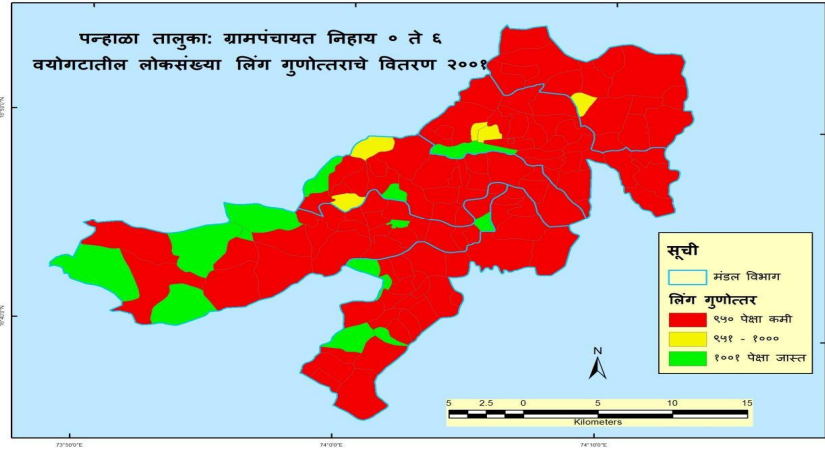 पन्हाळा तालुका: ग्रामपंचायत निहाय ० ते ६
वयोगटातील लोकसंख्या लिंग गुणोत्तराचे वितरण २००१
सूची
मंडल विभाग
लिंग गुणोत्तर
९५० पेक्षा कमी
९५१ - १०००
१००१ पेक्षा जास्त
N
5 2.5 0 5 10 15
Kilometers
73°50'0"E 74°0'0"E 74°10'0"E